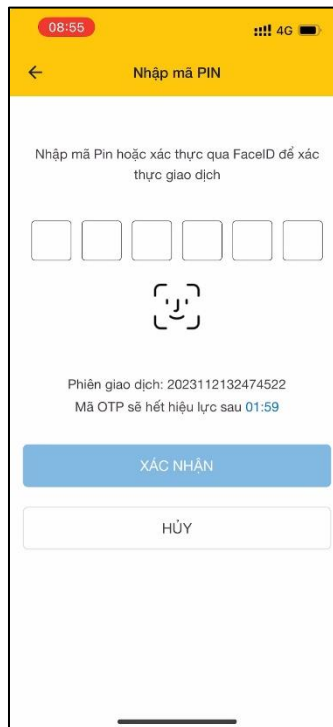 08:55
4G
Nhập mã PIN
Nhập mã Pin hoặc xác thực qua FaceID để xác
thực giao dịch
Phiên giao dịch: 2023112132474522
Mã OTP sẽ hết hiệu lực sau 01:59
XÁC NHẬN
HỦY